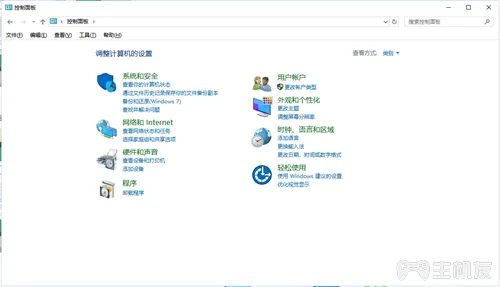 控制面板
控制面板
搜索控制面板
文件(F) 编辑(E) 查看(V) 工具(T) 帮助(H)
调整计算机的设置
查看方式: 类别
系统和安全
查看你的计算机状态
通过文件历史记录保存你的文件备份副本
备份和还原(Windows 7)
查找并解决问题
网络和 Internet
查看网络状态和任务
选择家庭组和共享选项
硬件和声音
查看设备和打印机
添加设备
程序
卸载程序
用户帐户
更改帐户类型
外观和个性化
更改主题
调整屏幕分辨率
时钟、语言和区域
添加语言
更换输入法
更改日期、时间或数字格式
轻松使用
使用 Windows 建议的设置
优化视觉显示
主机友